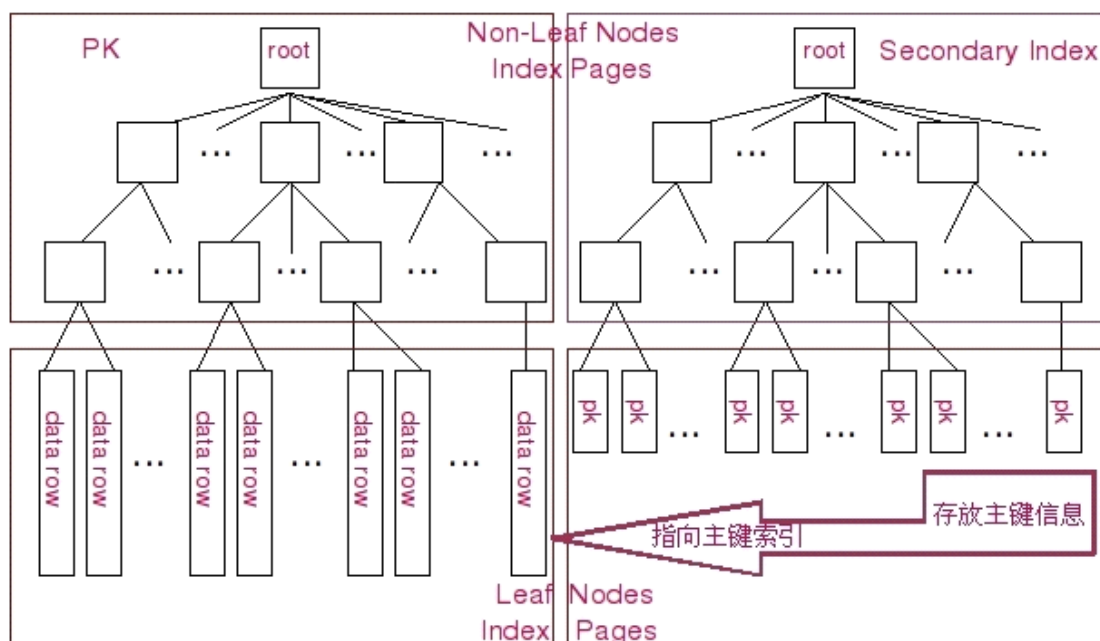 PK
root
Non-Leaf Nodes
Index Pages
root
Secondary Index
...
...
...
...
...
...
...
...
...
...
...
...
data row
data row
...
data row
data row
...
data row
data row
...
data row
pk
pk
...
pk
pk
...
pk
pk
...
pk
存放主键信息
指向主键索引
Leaf Nodes
Index Pages